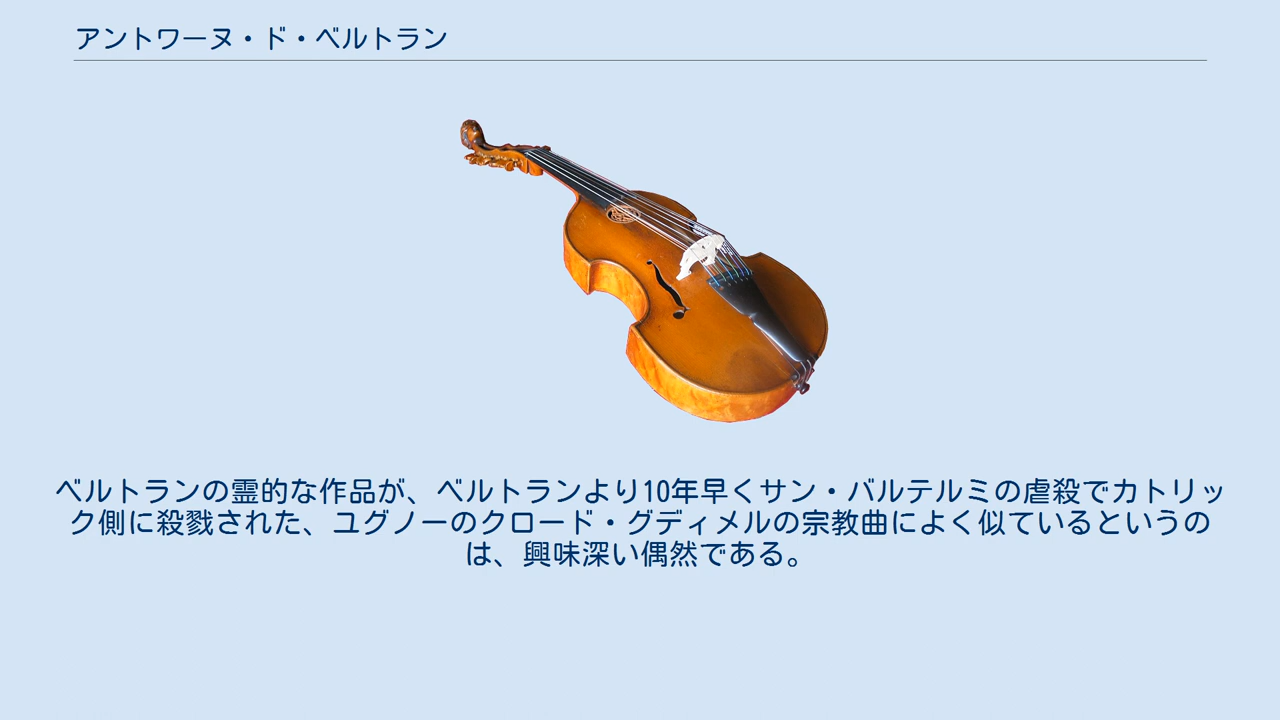 アントワーヌ・ド・ベルトラン
ベルトランの霊的な作品が、ベルトランより10年早くサン・バルテルミの虐殺でカトリッ
ク側に殺戮された、ユグノーのクロード・グディメルの宗教曲によく似ているというの
は、興味深い偶然である。